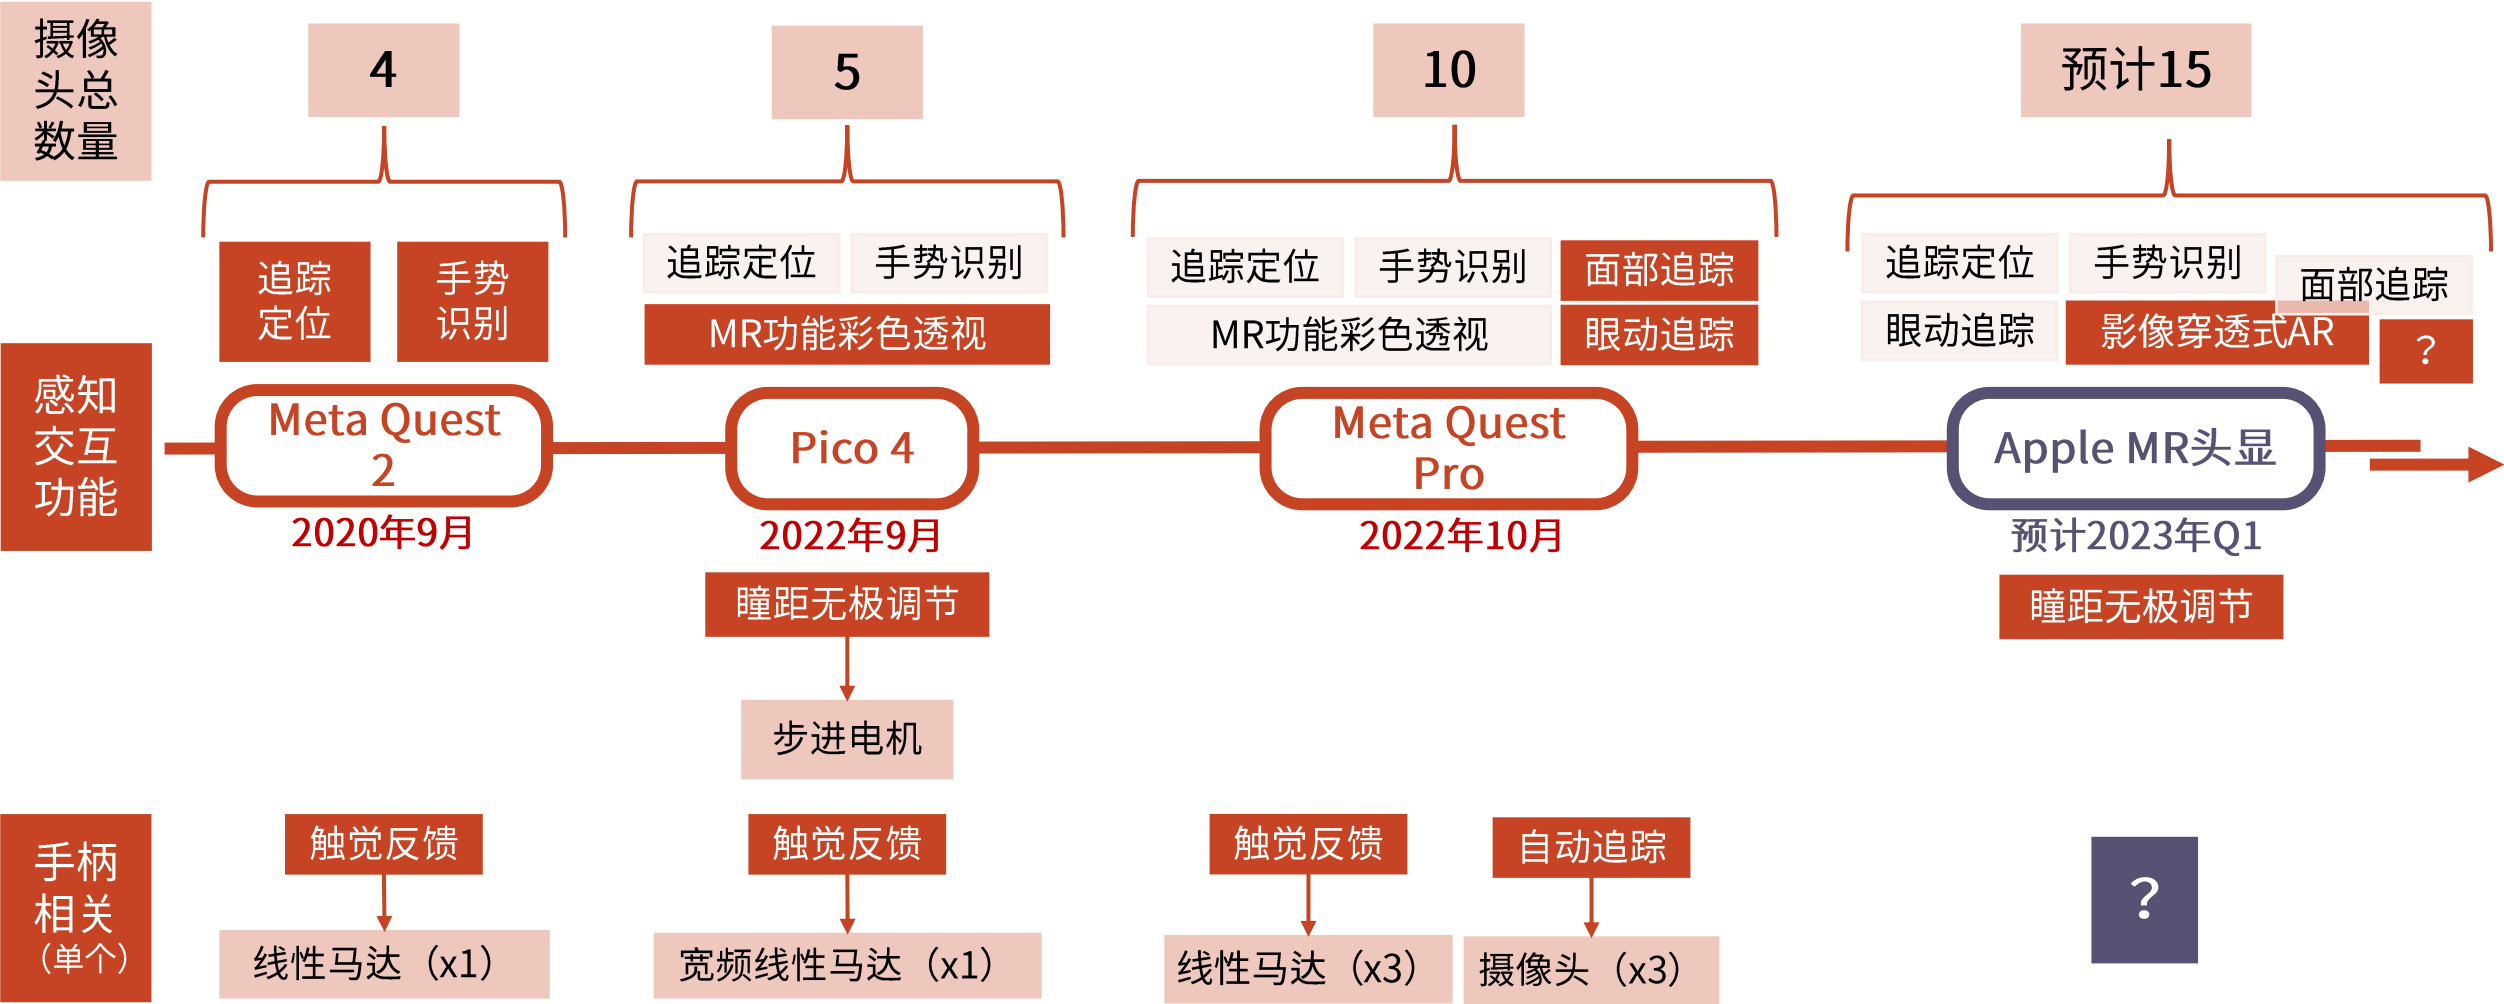 摄像
头总
数量
4
5
10
预计15
追踪
定位
手势
识别
追踪定位
手势识别
MR功能彩色透视
追踪定位
手势识别
面部追踪
MR功能彩色透视
眼动追踪
追踪定位
手势识别
面部追踪
眼动追踪
影像穿透式AR
？
感知
交互
功能
Meta Quest
2
Pico 4
Meta Quest
Pro
Apple MR头显
2020年9月
2022年9月
2022年10月
预计2023年Q1
瞳距无极调节
瞳距无极调节
步进电机
手柄
相关
（单个）
触觉反馈
触觉反馈
触觉反馈
自动追踪
？
线性马达（x1）
宽频线性马达（x1）
线性马达（x3）
摄像头（x3）